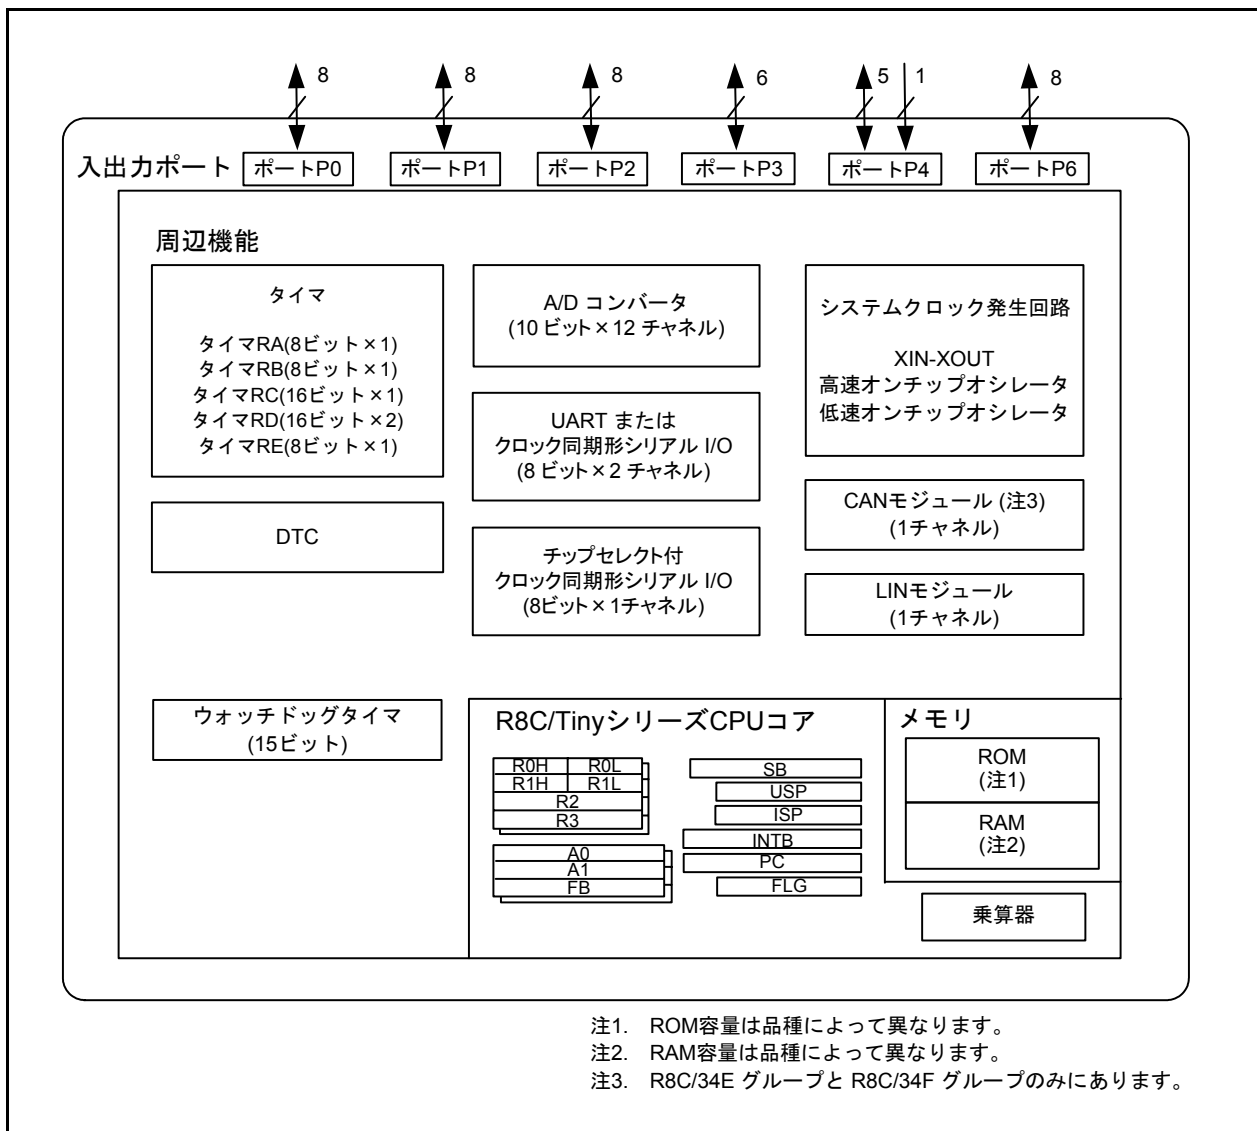 8
8
8
6
5
1
8
入出力ポート
ポートP0
ポートP1
ポートP2
ポートP3
ポートP4
ポートP6
周辺機能
タイマ
タイマRA(8ビット×1)
タイマRB(8ビット×1)
タイマRC(16ビット×1)
タイマRD(16ビット×2)
タイマRE(8ビット×1)
DTC
ウォッチドッグタイマ
(15ビット)
A/D コンバータ
(10 ビット×12 チャネル)
UART または
クロック同期形シリアル I/O
(8 ビット×2 チャネル)
チップセレクト付
クロック同期形シリアル I/O
(8ビット×1チャネル)
システムクロック発生回路
XIN-XOUT
高速オンチップオシレータ
低速オンチップオシレータ
CANモジュール (注3)
(1チャネル)
LINモジュール
(1チャネル)
R8C/TinyシリーズCPUコア
R0H
R0L
R1H
R1L
R2
R3
A0
A1
FB
SB
USP
ISP
INTB
PC
FLG
メモリ
ROM
(注1)
RAM
(注2)
乗算器
注1. ROM容量は品種によって異なります。
注2. RAM容量は品種によって異なります。
注3. R8C/34E グループと R8C/34F グループのみにあります。